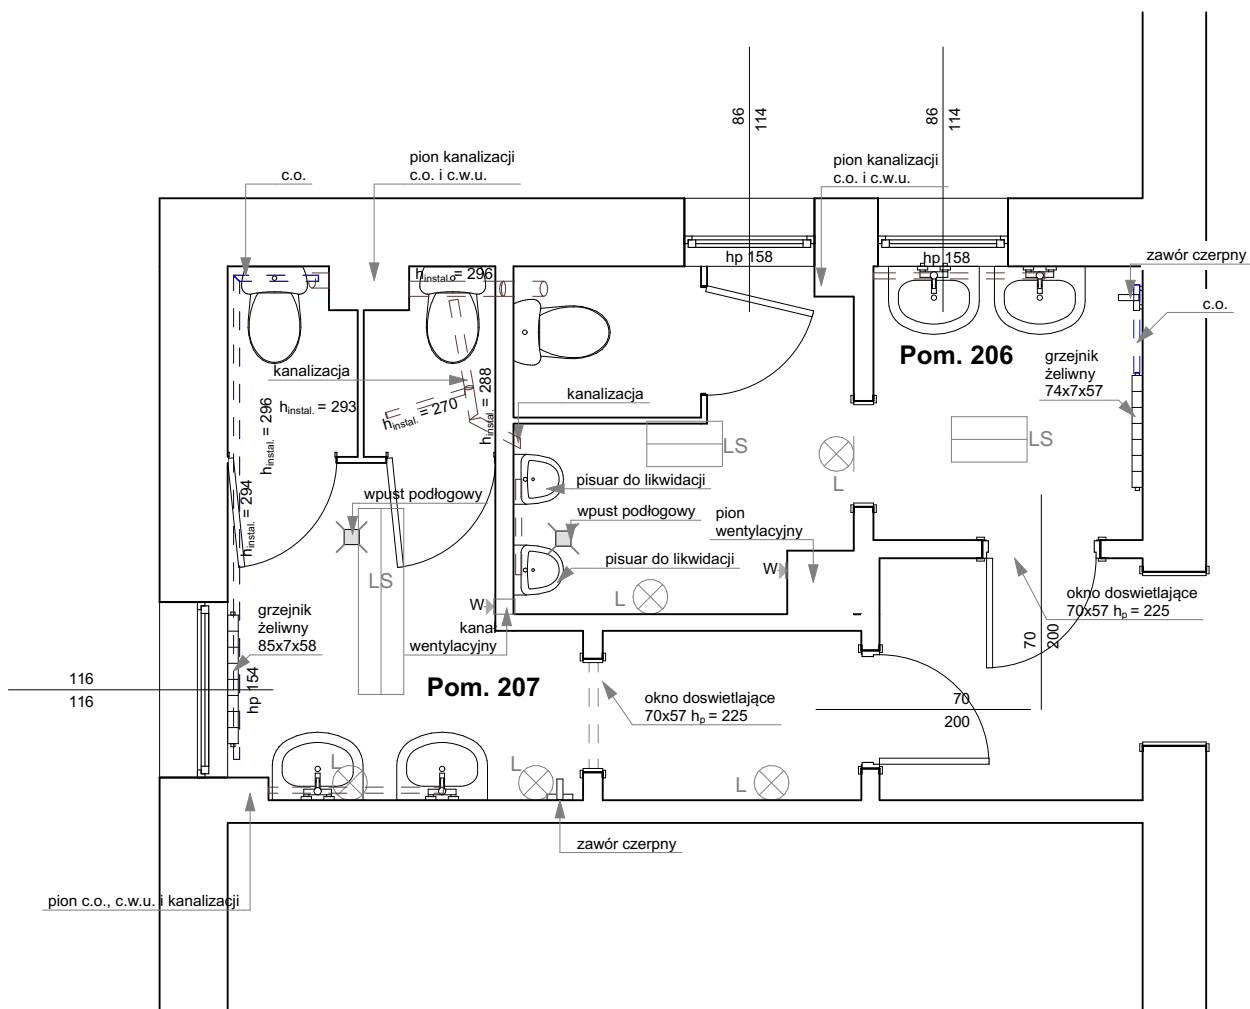 86
114
86
114
pion kanalizacji
c.o. i c.w.u.
c.o.
pion kanalizacji
c.o. i c.w.u.
zawór czerpny
hp 158
hp 158
h instal. = 296
c.o.
Pom. 206
grzejnik
żeliwny
74x7x57
kanalizacja
kanalizacja
h instal. = 293
h instal. = 270
h instal. = 288
h instal. = 296
LS
LS
L
h instal. = 294
wpust podłogowy
pisuar do likwidacji
wpust podłogowy
pion
wentylacyjny
pisuar do likwidacji
W
LS
L
W
kanał
wentylacyjny
grzejnik
żeliwny
85x7x58
okno doswietlające
70x57 hp = 225
70
200
116
116
hp 154
Pom. 207
okno doswietlające
70x57 hp = 225
70
200
L
L
L
zawór czerpny
pion c.o., c.w.u. i kanalizacji